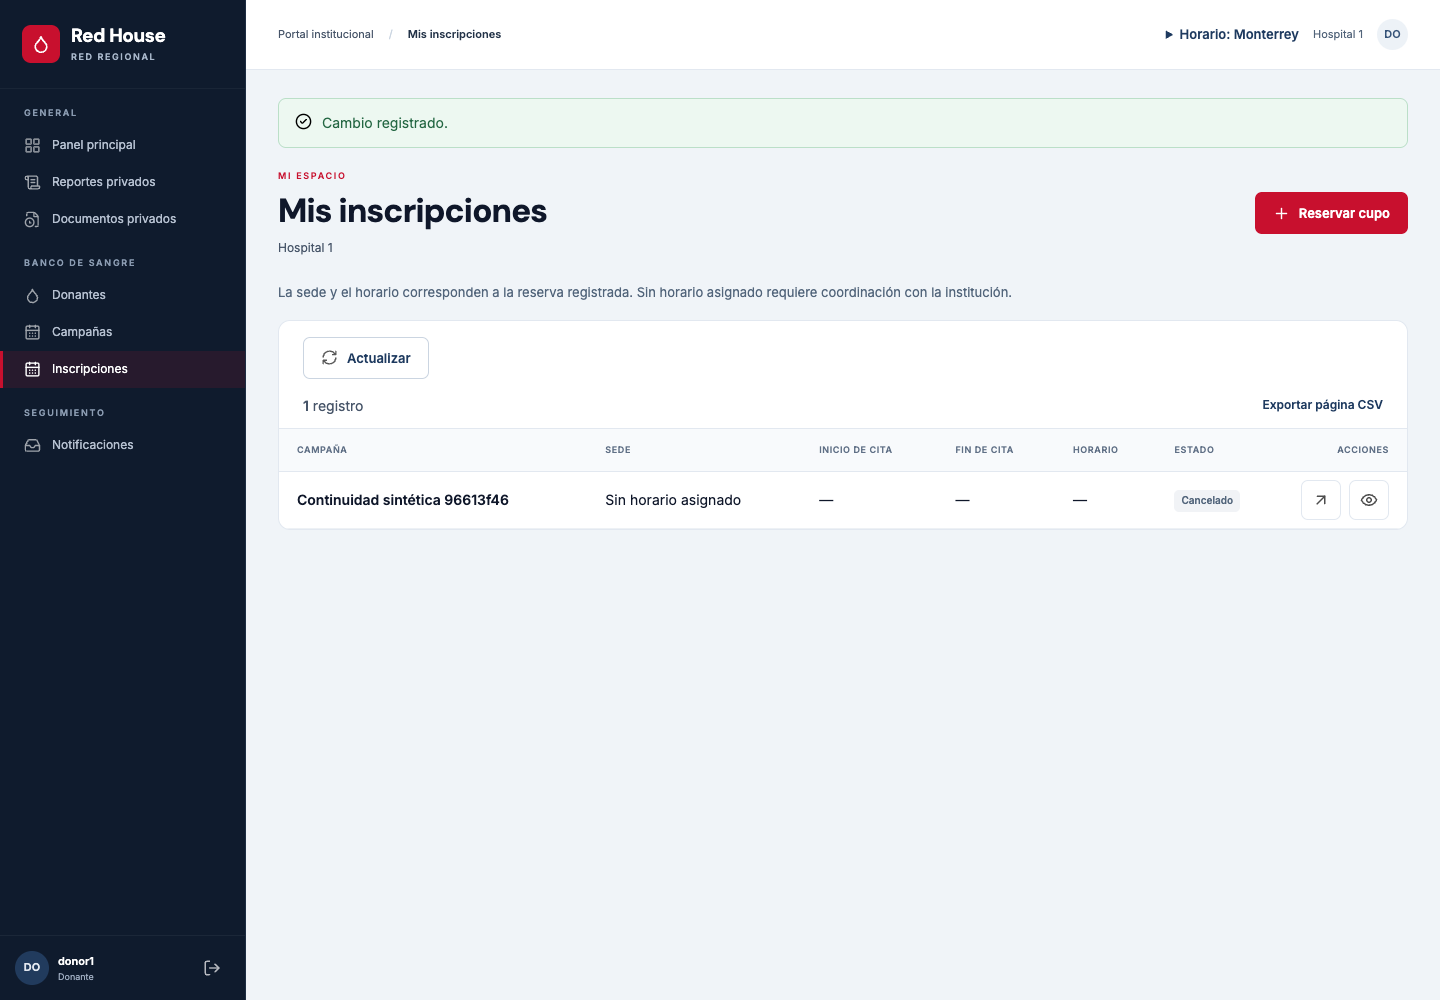 Red House
RED REGIONAL
GENERAL
Panel principal
Reportes privados
Documentos privados
BANCO DE SANGRE
Donantes
Campañas
Inscripciones
SEGUIMIENTO
Notificaciones
DO
donor1
Donante
Portal institucional / Mis inscripciones
Horario: Monterrey Hospital 1 DO
Cambio registrado.
MI ESPACIO
Mis inscripciones
Reservar cupo
Hospital 1
La sede y el horario corresponden a la reserva registrada. Sin horario asignado requiere coordinación con la institución.
Actualizar
1 registro
Exportar página CSV
CAMPAÑA SEDE INICIO DE CITA FIN DE CITA HORARIO ESTADO ACCIONES
Continuidad sintética 96613f46 Sin horario asignado — — — Cancelado